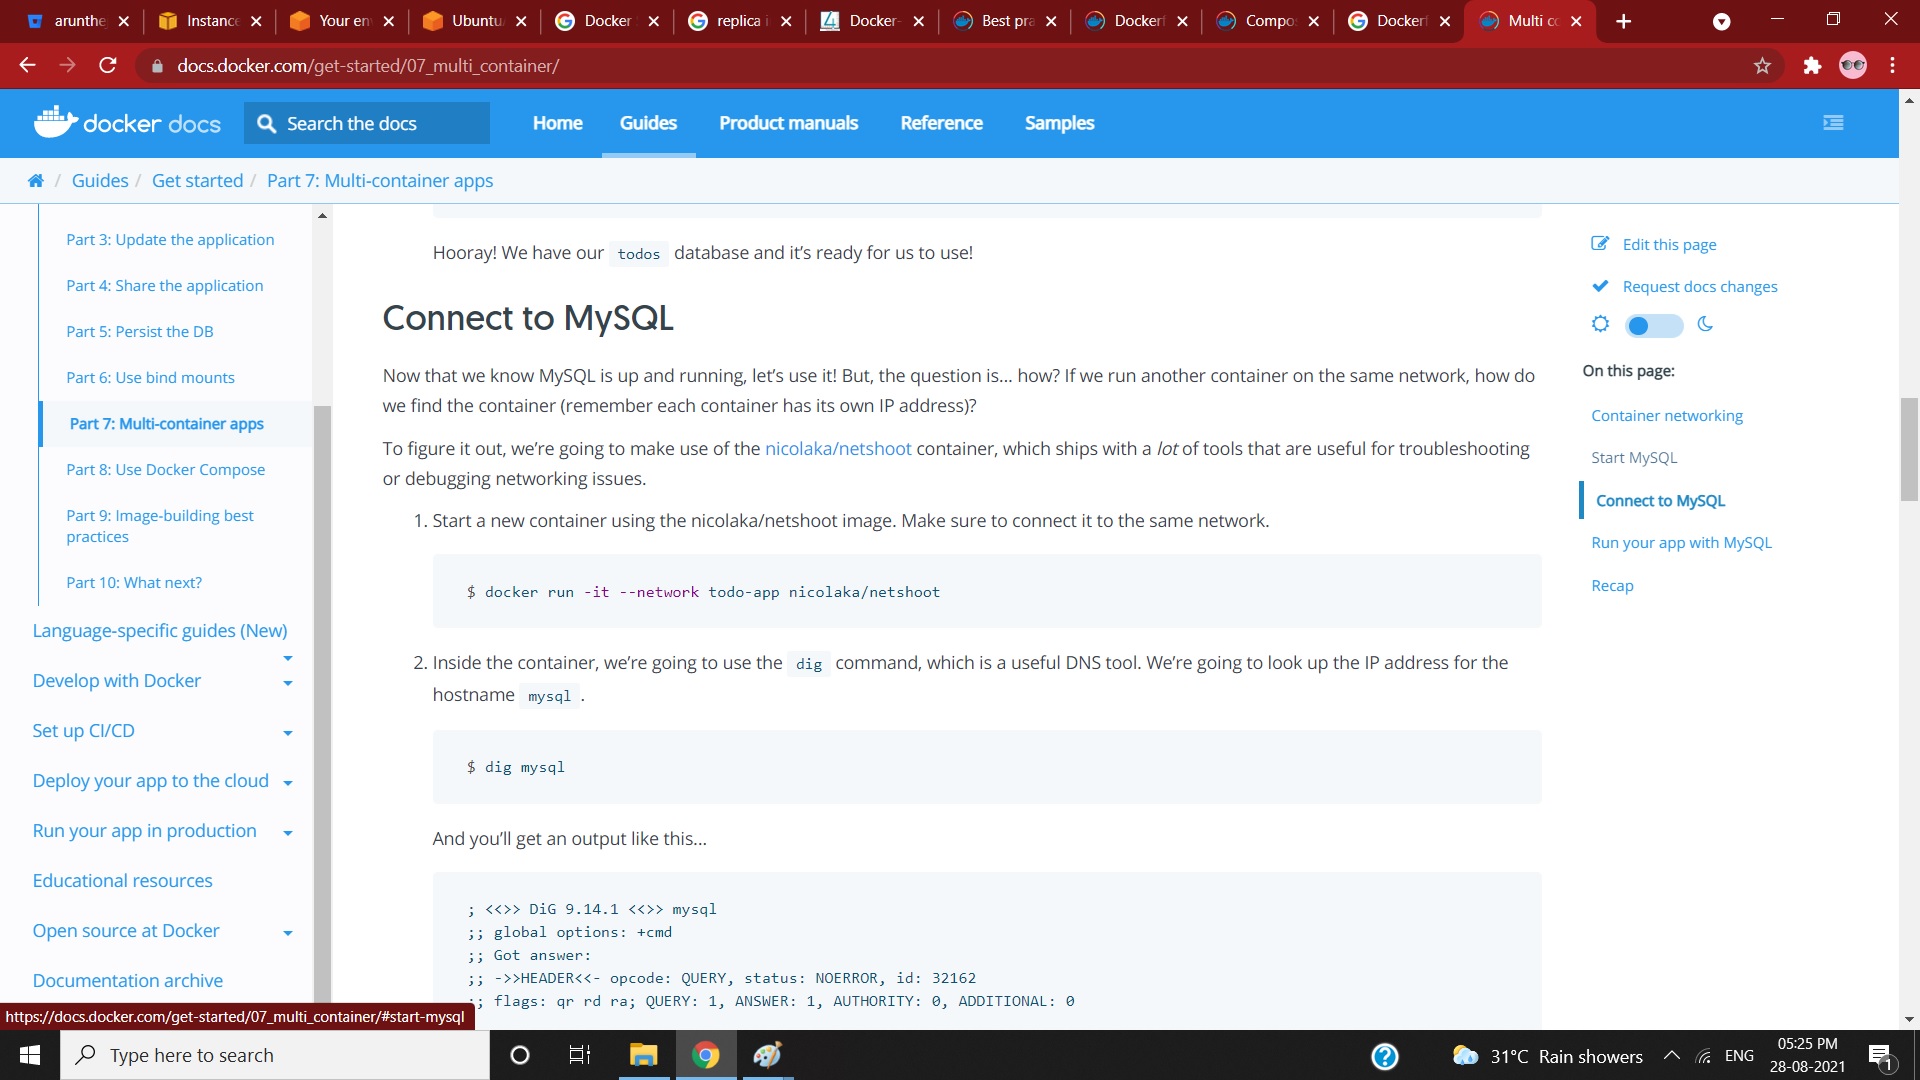 arunthe
Instance
Your en
Ubuntu
Docker
replica i
Docker-
Best pra
Dockerf
Compo
Dockerf
Multi co
docs.docker.com/get-started/07_multi_container/
docker docs
Search the docs
Home
Guides
Product manuals
Reference
Samples
/ Guides / Get started / Part 7: Multi-container apps
Part 3: Update the application
Part 4: Share the application
Part 5: Persist the DB
Part 6: Use bind mounts
Part 7: Multi-container apps
Part 8: Use Docker Compose
Part 9: Image-building best
practices
Part 10: What next?
Language-specific guides (New)
Develop with Docker
Set up CI/CD
Deploy your app to the cloud
Run your app in production
Educational resources
Open source at Docker
Documentation archive
Hooray! We have our todos database and it’s ready for us to use!
Connect to MySQL
Now that we know MySQL is up and running, let’s use it! But, the question is… how? If we run another container on the same network, how do
we find the container (remember each container has its own IP address)?
To figure it out, we’re going to make use of the nicolaka/netshoot container, which ships with a lot of tools that are useful for troubleshooting
or debugging networking issues.
1. Start a new container using the nicolaka/netshoot image. Make sure to connect it to the same network.
$ docker run -it --network todo-app nicolaka/netshoot
2. Inside the container, we’re going to use the dig command, which is a useful DNS tool. We’re going to look up the IP address for the
hostname mysql .
$ dig mysql
And you’ll get an output like this…
; <<>> DiG 9.14.1 <<>> mysql
;; global options: +cmd
;; Got answer:
;; ->>HEADER<<- opcode: QUERY, status: NOERROR, id: 32162
;; flags: qr rd ra; QUERY: 1, ANSWER: 1, AUTHORITY: 0, ADDITIONAL: 0
Edit this page
Request docs changes
On this page:
Container networking
Start MySQL
Connect to MySQL
Run your app with MySQL
Recap
https://docs.docker.com/get-started/07_multi_container/#start-mysql
Type here to search
31°C Rain showers
ENG
05:25 PM
28-08-2021
1